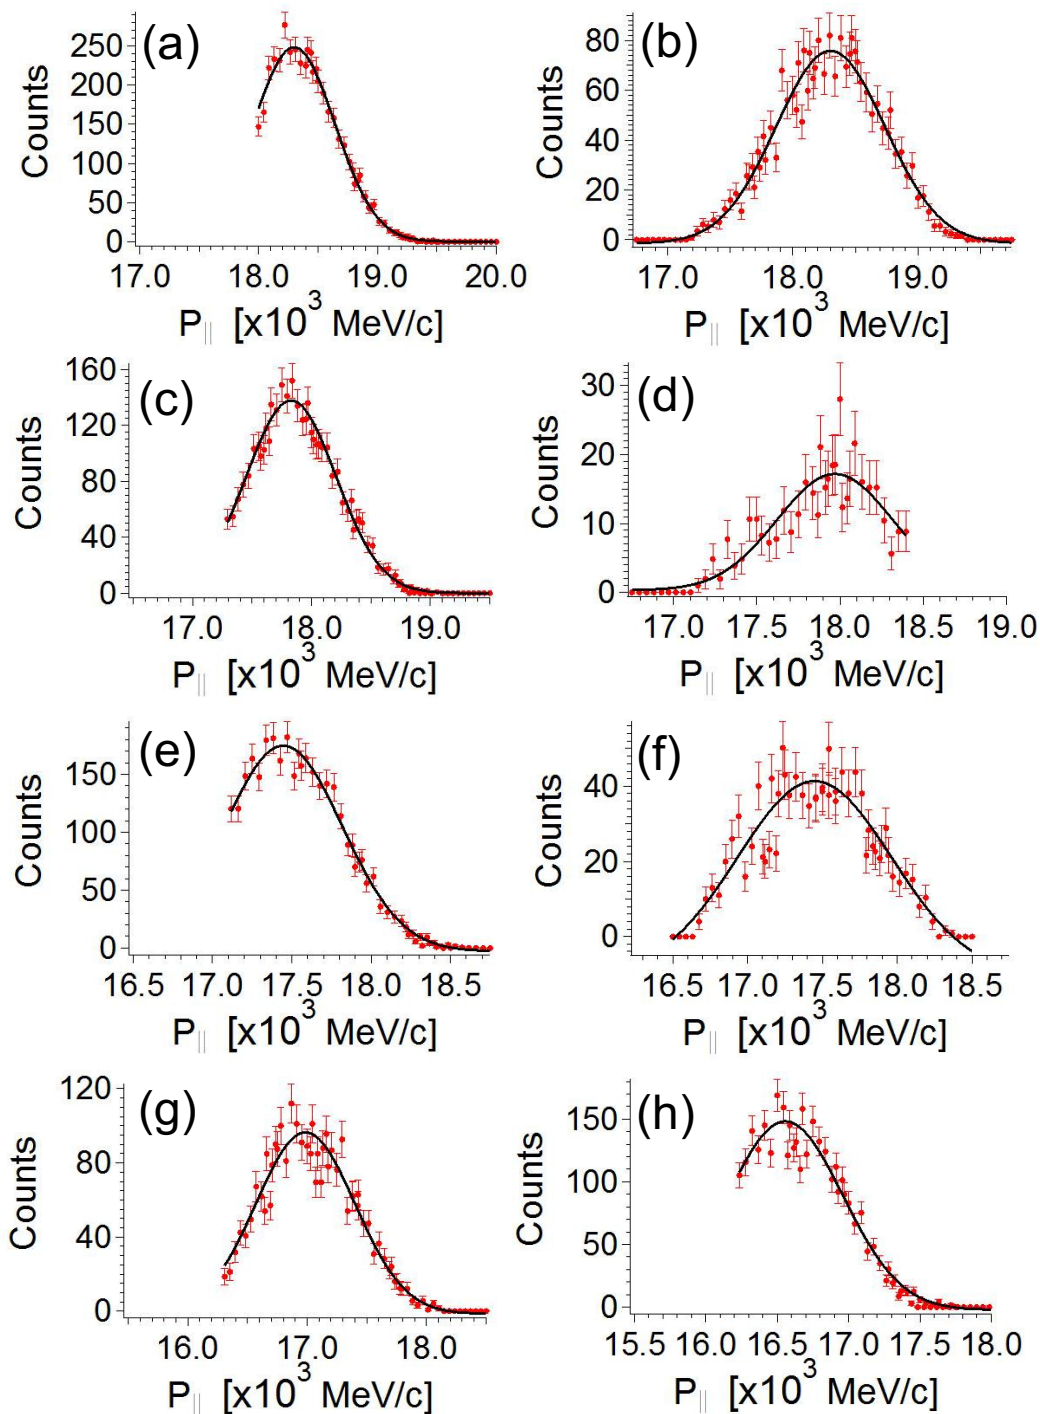 (a)
Counts
250
200
150
100
50
0
17.0 18.0 19.0 20.0
P|| [x10³ MeV/c]
(b)
Counts
80
60
40
20
0
17.0 18.0 19.0
P|| [x10³ MeV/c]
(c)
Counts
160
120
80
40
0
17.0 18.0 19.0
P|| [x10³ MeV/c]
(d)
Counts
30
20
10
0
17.0 17.5 18.0 18.5 19.0
P|| [x10³ MeV/c]
(e)
Counts
150
100
50
0
16.5 17.0 17.5 18.0 18.5
P|| [x10³ MeV/c]
(f)
Counts
40
20
0
16.5 17.0 17.5 18.0 18.5
P|| [x10³ MeV/c]
(g)
Counts
120
80
40
0
16.0 17.0 18.0
P|| [x10³ MeV/c]
(h)
Counts
150
100
50
0
15.5 16.0 16.5 17.0 17.5 18.0
P|| [x10³ MeV/c]